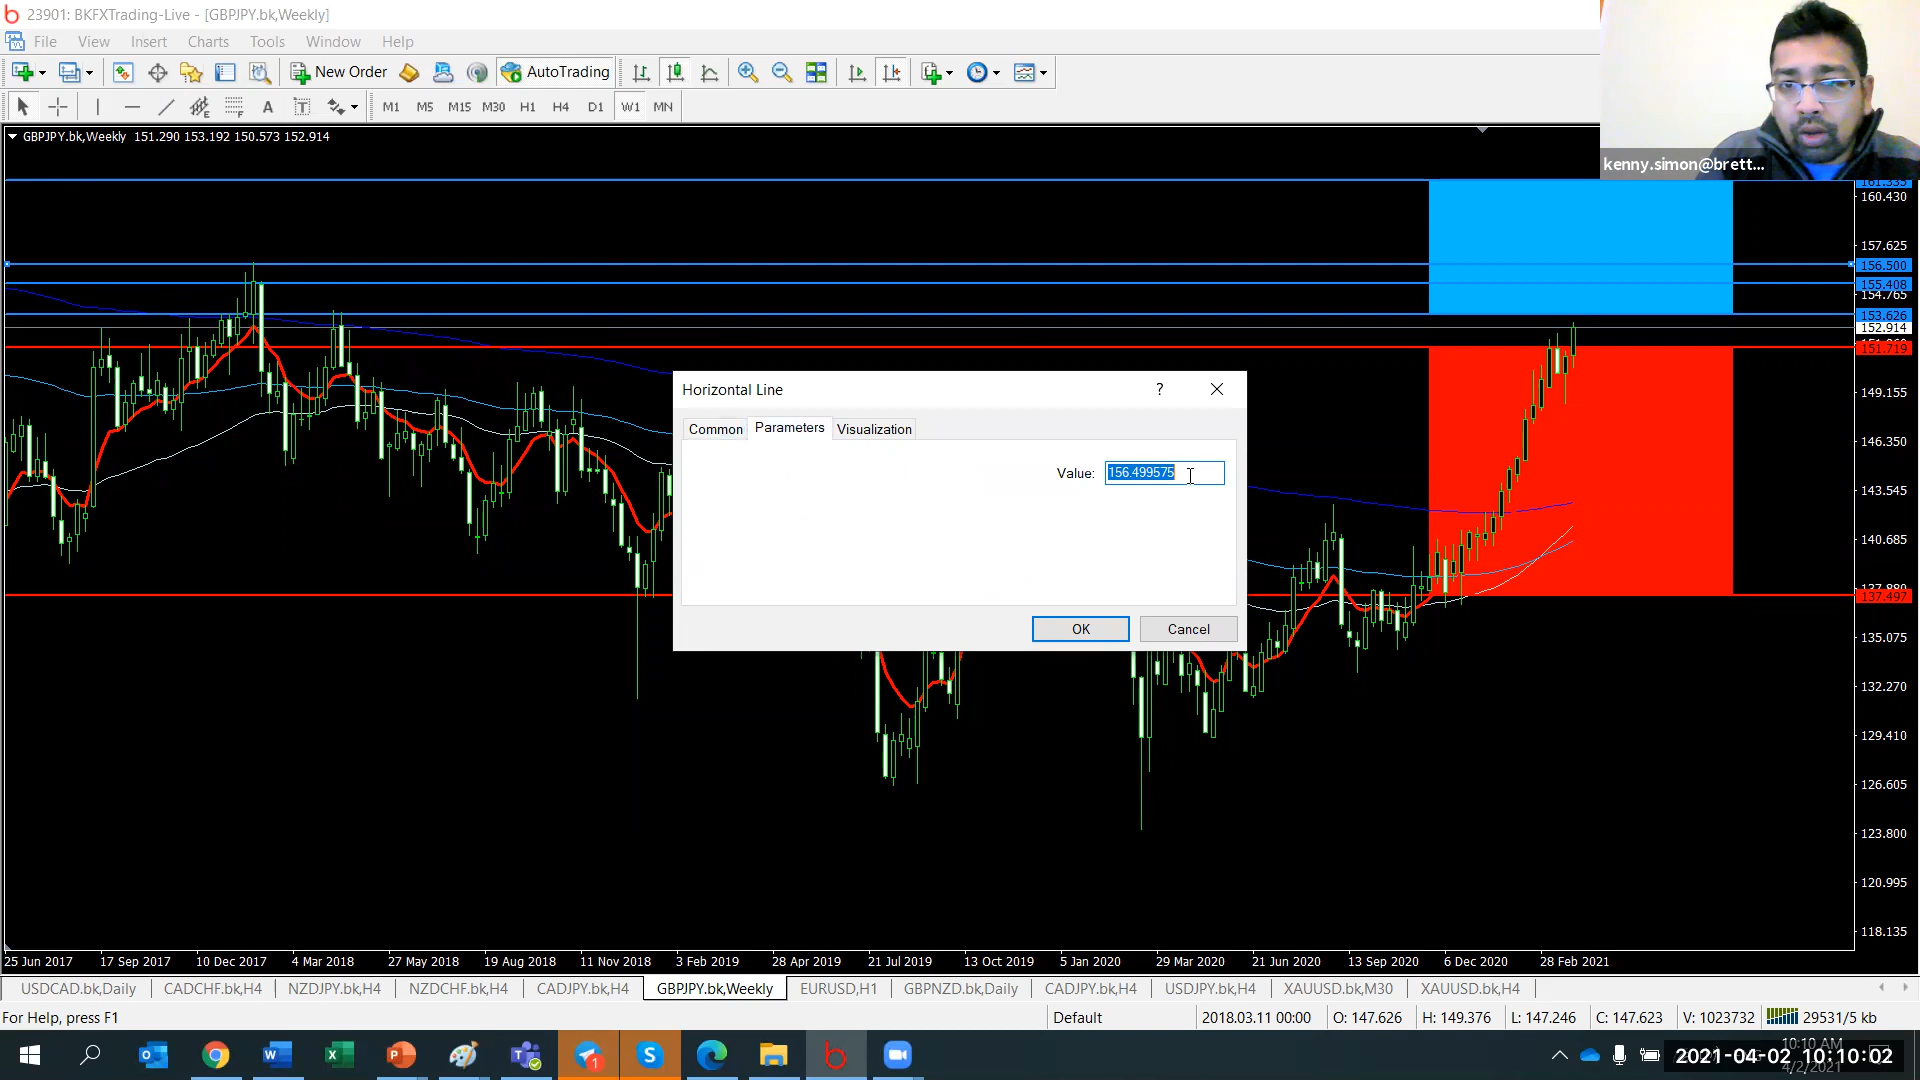 23901: BKFXTrading-Live - [GBPJPY.bk,Weekly]
File View Insert Charts Tools Window Help
New Order AutoTrading
A T M1 M5 M15 M30 H1 H4 D1 W1 MN
kenny.simon@brett...
GBPJPY.bk,Weekly 151.290 153.192 150.573 152.914
161.335
160.430
157.625
156.500
155.408
154.765
153.626
152.914
151.719
149.155
146.350
143.545
140.685
137.497
135.075
132.270
129.410
126.605
123.800
120.995
118.135
Horizontal Line ?
Common Parameters Visualization
Value: 156.499575
OK Cancel
25 Jun 2017 17 Sep 2017 10 Dec 2017 4 Mar 2018 27 May 2018 19 Aug 2018 11 Nov 2018 3 Feb 2019 28 Apr 2019 21 Jul 2019 13 Oct 2019 5 Jan 2020 29 Mar 2020 21 Jun 2020 13 Sep 2020 6 Dec 2020 28 Feb 2021
USDCAD.bk,Daily CADCHF.bk,H4 NZDJPY.bk,H4 NZDCHF.bk,H4 CADJPY.bk,H4 GBPJPY.bk,Weekly EURUSD,H1 GBPNZD.bk,Daily CADJPY.bk,H4 USDJPY.bk,H4 XAUUSD.bk,M30 XAUUSD.bk,H4
For Help, press F1 Default 2018.03.11 00:00 O: 147.626 H: 149.376 L: 147.246 C: 147.623 V: 1023732 29531/5 kb
10:10 AM
2021-04-02 10:10:02
4/2/2021